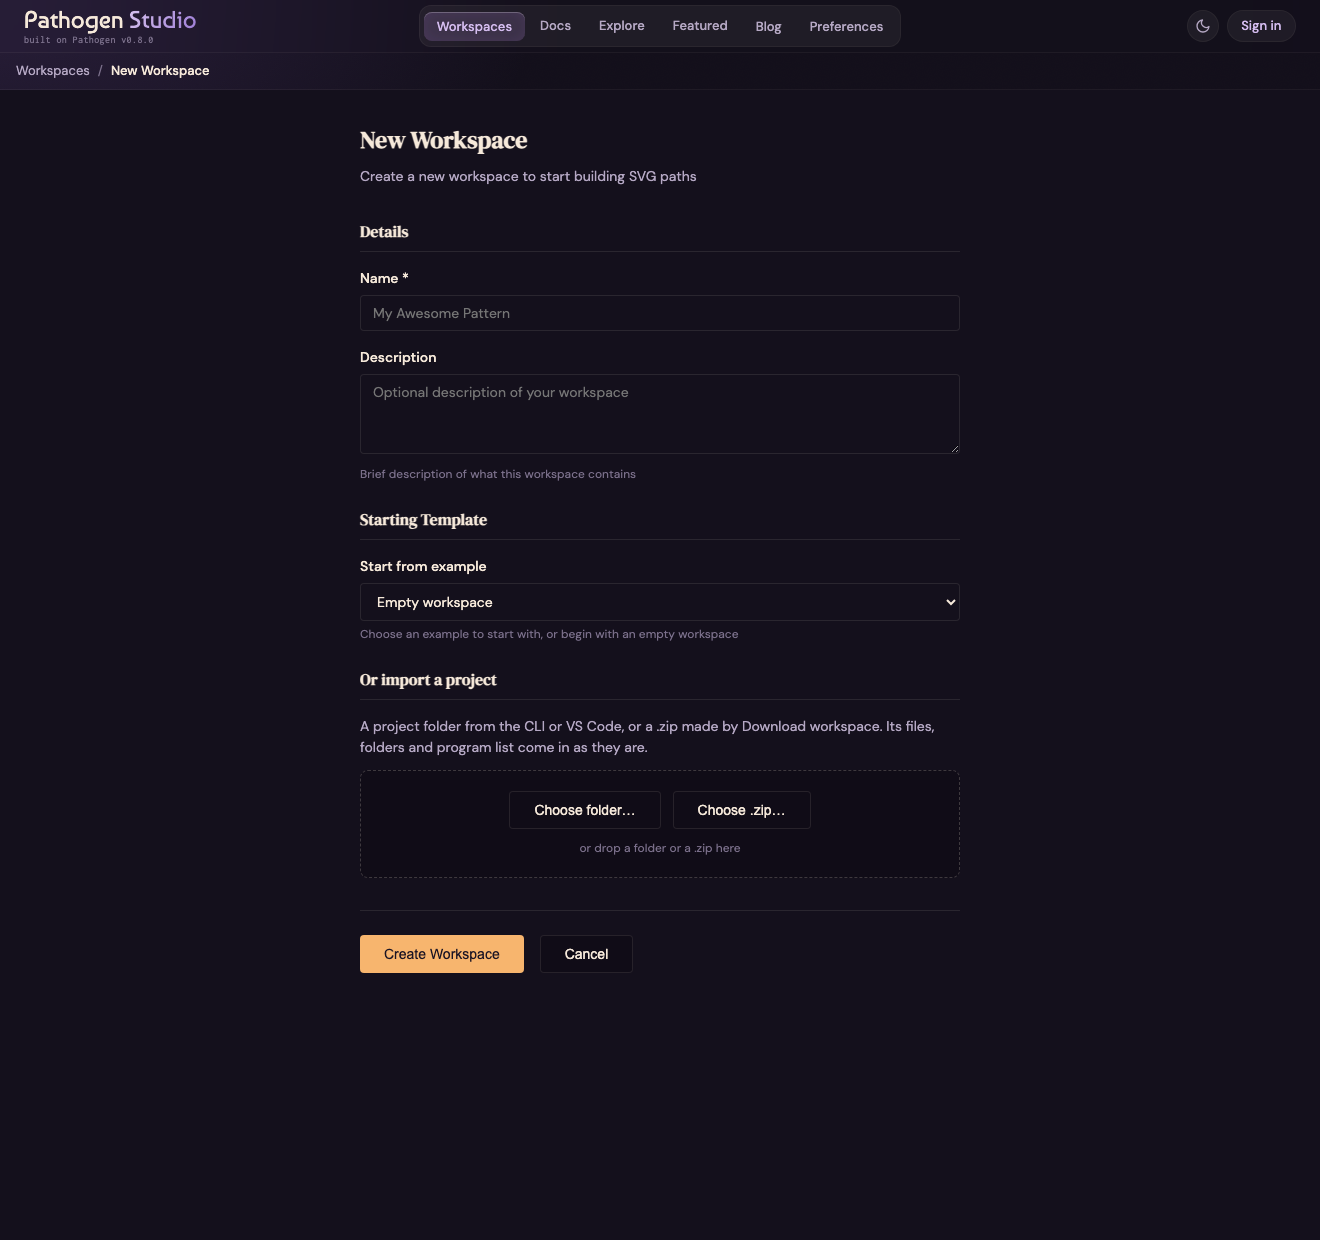 Pathogen Studio
built on Pathogen v0.8.0
Workspaces
Docs
Explore
Featured
Blog
Preferences
Sign in
Workspaces / New Workspace
New Workspace
Create a new workspace to start building SVG paths
Details
Name *
My Awesome Pattern
Description
Optional description of your workspace
Brief description of what this workspace contains
Starting Template
Start from example
Empty workspace
Choose an example to start with, or begin with an empty workspace
Or import a project
A project folder from the CLI or VS Code, or a .zip made by Download workspace. Its files,
folders and program list come in as they are.
Choose folder...
Choose .zip...
or drop a folder or a .zip here
Create Workspace
Cancel